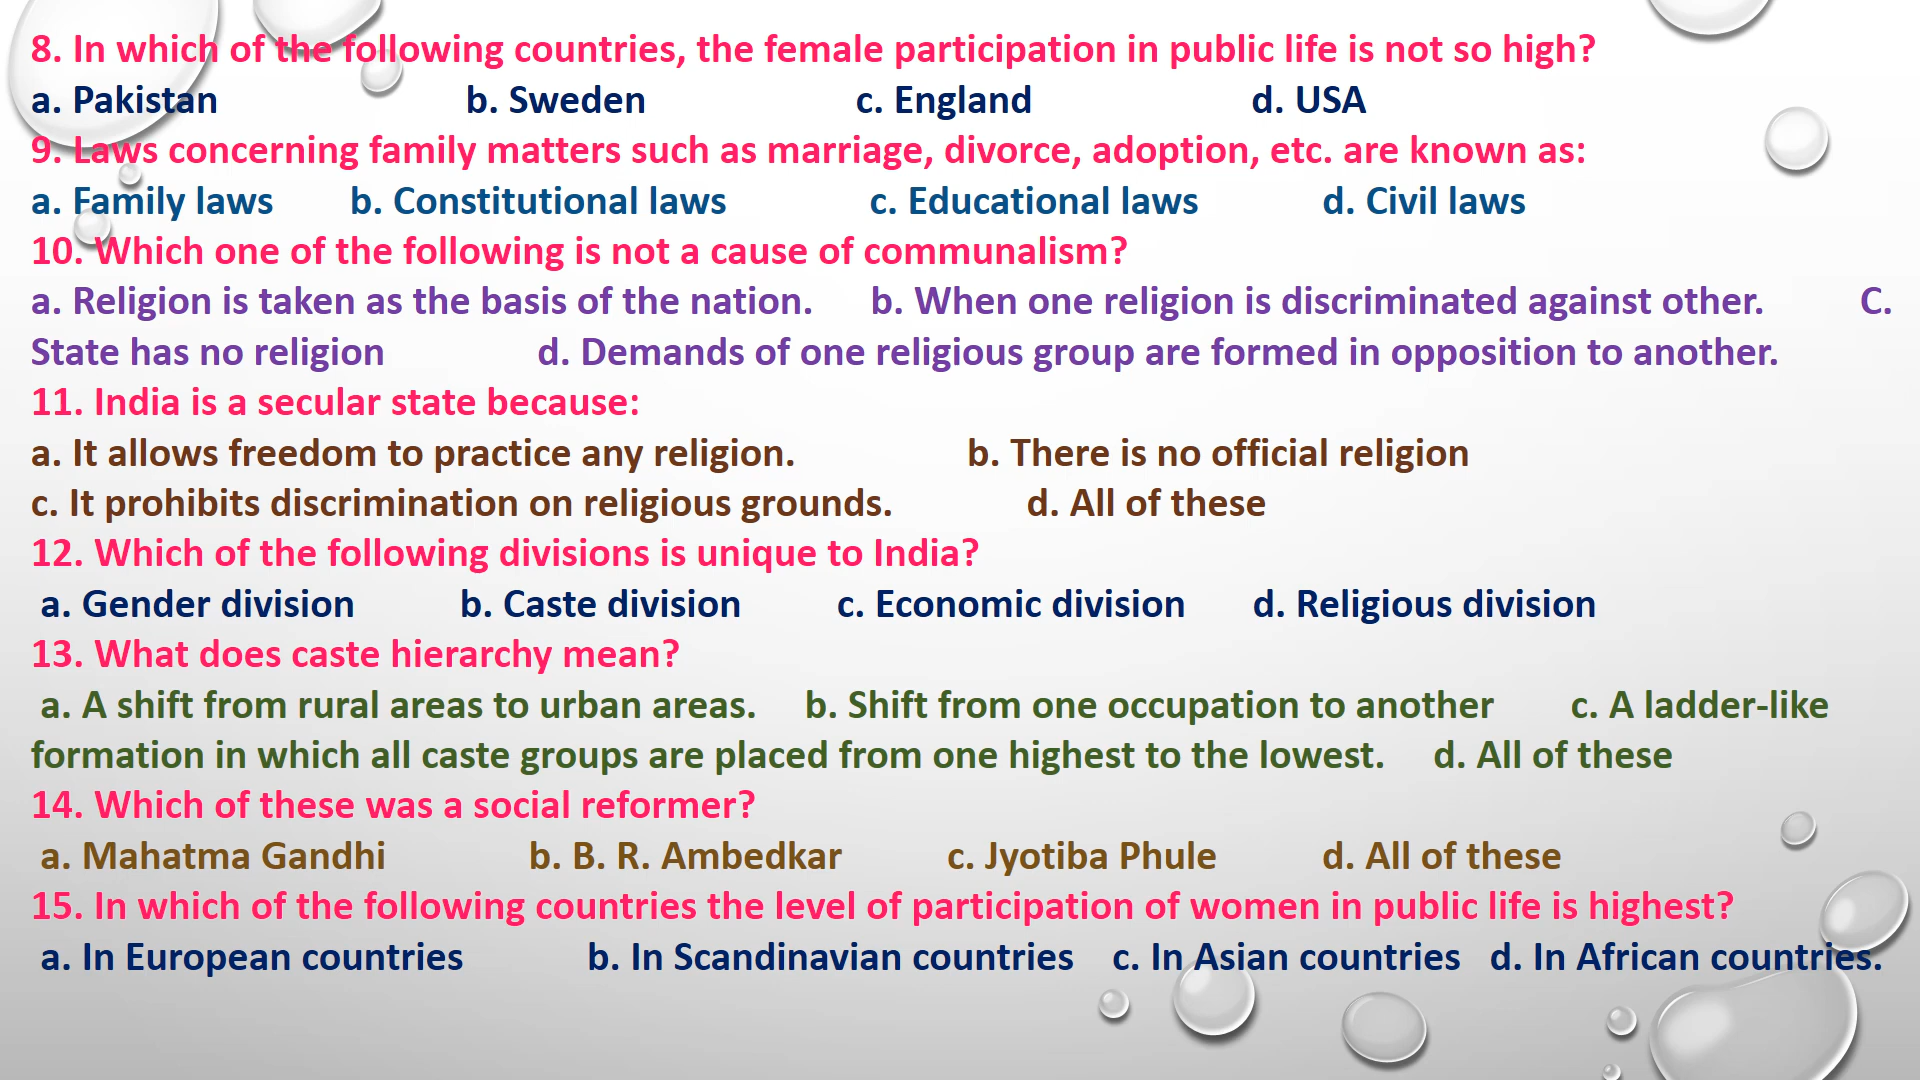 8. In which of the following countries, the female participation in public life is not so high?
a. Pakistan b. Sweden c. England d. USA
9. Laws concerning family matters such as marriage, divorce, adoption, etc. are known as:
a. Family laws b. Constitutional laws c. Educational laws d. Civil laws
10. Which one of the following is not a cause of communalism?
a. Religion is taken as the basis of the nation. b. When one religion is discriminated against other. C.
State has no religion d. Demands of one religious group are formed in opposition to another.
11. India is a secular state because:
a. It allows freedom to practice any religion. b. There is no official religion
c. It prohibits discrimination on religious grounds. d. All of these
12. Which of the following divisions is unique to India?
a. Gender division b. Caste division c. Economic division d. Religious division
13. What does caste hierarchy mean?
a. A shift from rural areas to urban areas. b. Shift from one occupation to another c. A ladder-like
formation in which all caste groups are placed from one highest to the lowest. d. All of these
14. Which of these was a social reformer?
a. Mahatma Gandhi b. B. R. Ambedkar c. Jyotiba Phule d. All of these
15. In which of the following countries the level of participation of women in public life is highest?
a. In European countries b. In Scandinavian countries c. In Asian countries d. In African countries.